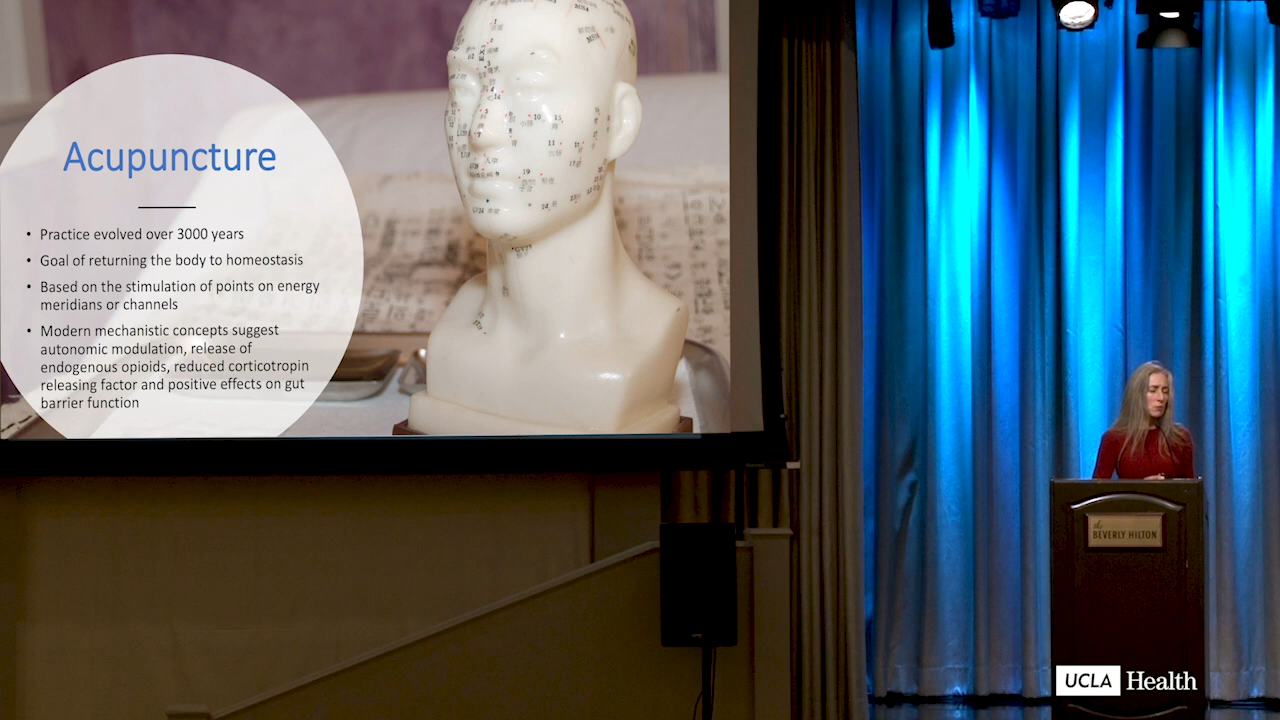 Acupuncture
• Practice evolved over 3000 years
• Goal of returning the body to homeostasis
• Based on the stimulation of points on energy
meridians or channels
• Modern mechanistic concepts suggest
autonomic modulation, release of
endogenous opioids, reduced corticotropin
releasing factor and positive effects on gut
barrier function
the
BEVERLY HILTON
UCLA Health